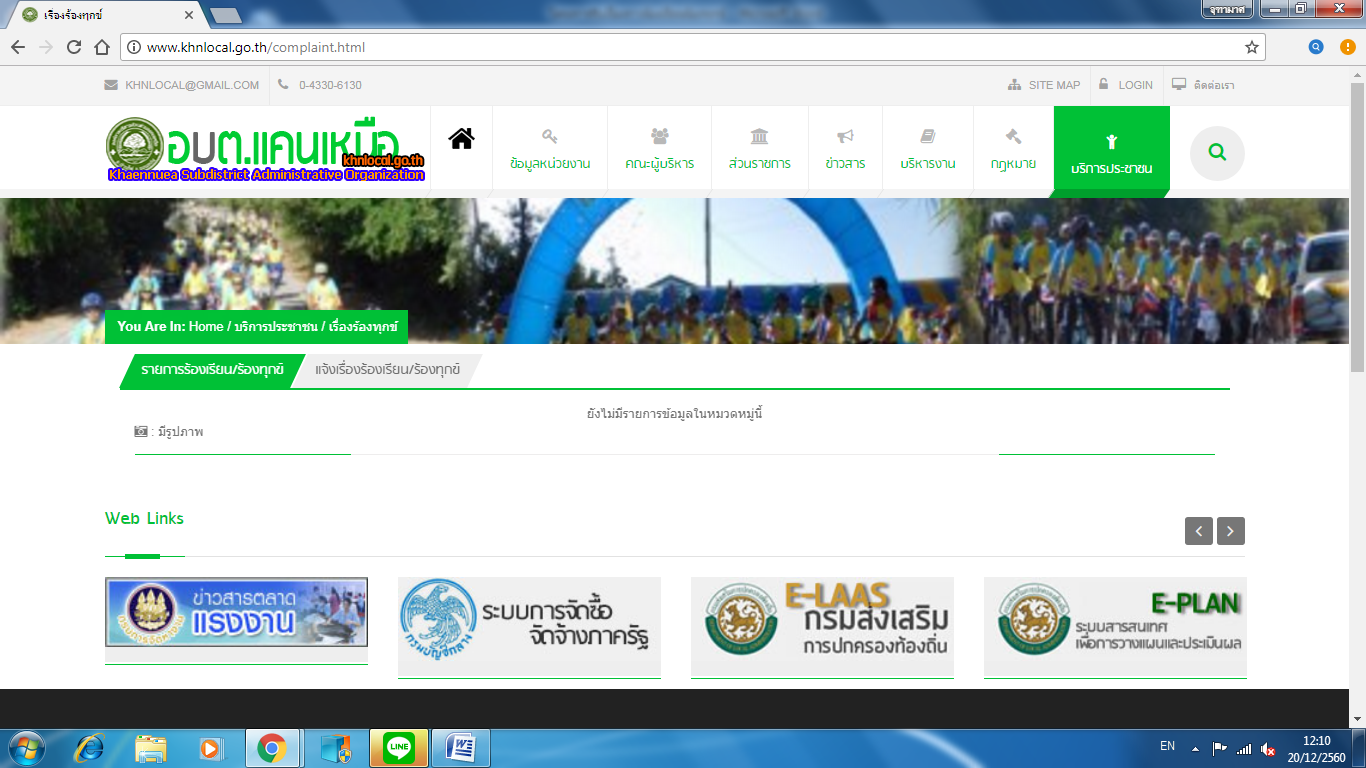 เรื่องร้องทุกข์
จุฑามาศ
www.khnlocal.go.th/complaint.html
KHNLOCAL@GMAIL.COM 0-4330-6130 SITE MAP LOGIN ติดต่อเรา
อบต.แคนเหนือ
khnlocal.go.th
Khaennuea Subdistrict Administrative Organization
ข้อมูลหน่วยงาน คณะผู้บริหาร ส่วนราชการ ข่าวสาร บริหารงาน กฎหมาย บริการประชาชน
You Are In: Home / บริการประชาชน / เรื่องร้องทุกข์
รายการร้องเรียน/ร้องทุกข์ แจ้งเรื่องร้องเรียน/ร้องทุกข์
ยังไม่มีรายการข้อมูลในหมวดหมู่นี้
: มีรูปภาพ
Web Links
ข่าวสารตลาด
แรงงาน
ระบบการจัดซื้อ
จัดจ้างภาครัฐ
กรมบัญชีกลาง
E-LAAS
กรมส่งเสริม
การปกครองท้องถิ่น
E-PLAN
ระบบสารสนเทศ
เพื่อการวางแผนและประเมินผล
LINE
EN
12:10
20/12/2560